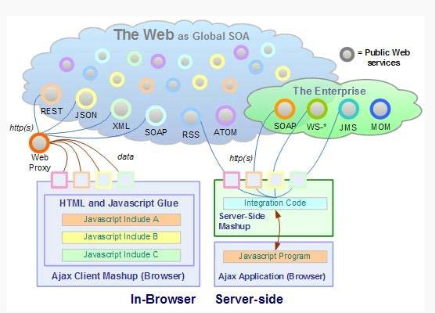 The Web as Global SOA
= Public Web
services
The Enterprise
REST
JSON
XML
SOAP
RSS
ATOM
SOAP
WS-*
JMS
MOM
http(s)
Web
Proxy
data
http(s)
HTML and Javascript Glue
Javascript Include A
Javascript Include B
Javascript Include C
Ajax Client Mashup (Browser)
Integration Code
Server-Side
Mashup
Javascript Program
Ajax Application (Browser)
In-Browser
Server-side